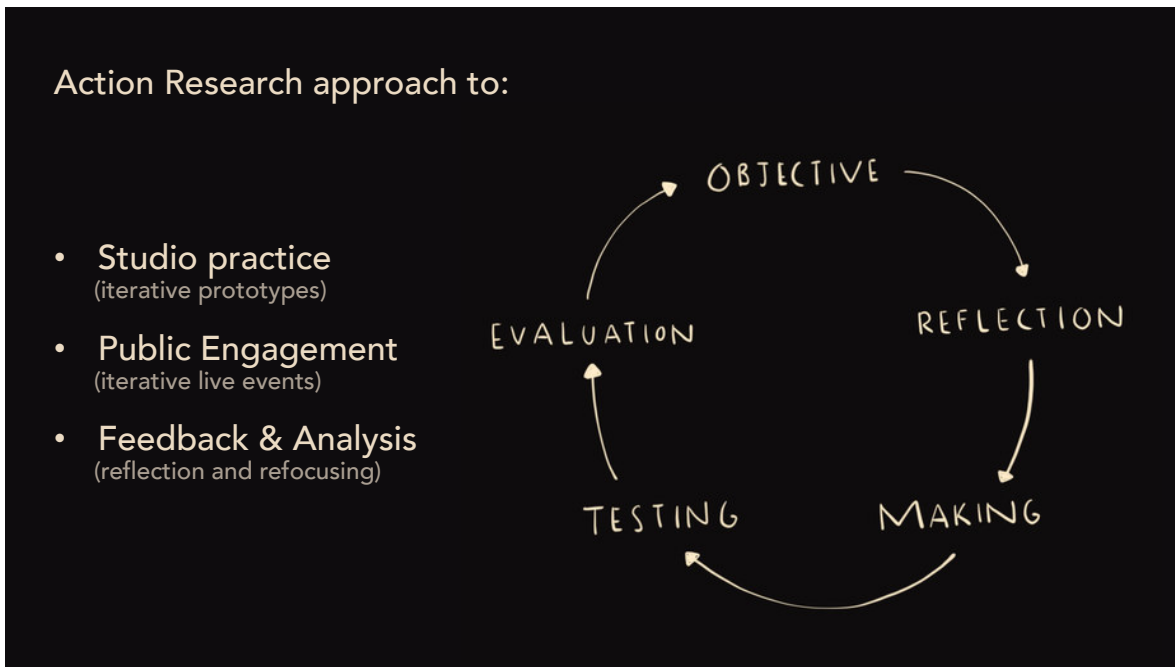 Action Research approach to:
• Studio practice
(iterative prototypes)
• Public Engagement
(iterative live events)
• Feedback & Analysis
(reflection and refocusing)
OBJECTIVE
REFLECTION
MAKING
TESTING
EVALUATION